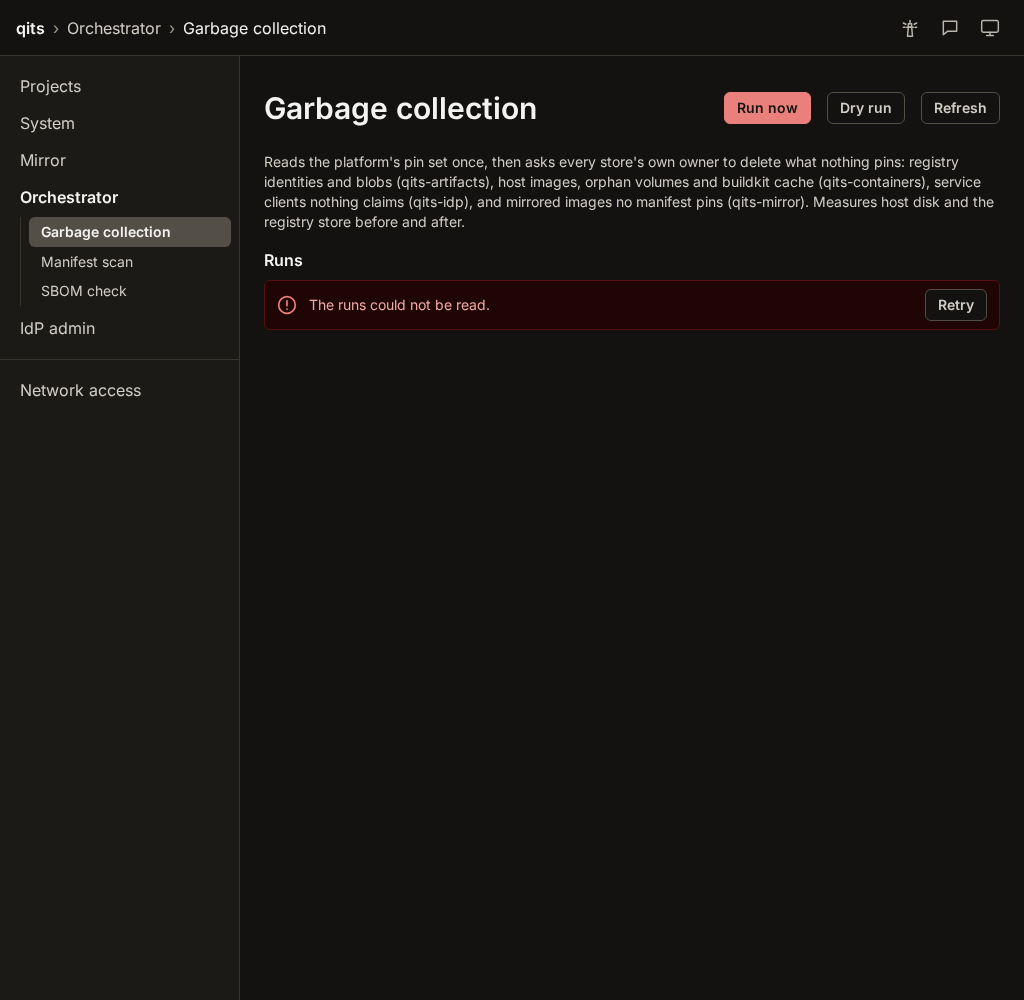 qits › Orchestrator › Garbage collection
Projects
System
Mirror
Orchestrator
Garbage collection
Manifest scan
SBOM check
IdP admin
Network access
Garbage collection
Run now
Dry run
Refresh
Reads the platform's pin set once, then asks every store's own owner to delete what nothing pins: registry
identities and blobs (qits-artifacts), host images, orphan volumes and buildkit cache (qits-containers), service
clients nothing claims (qits-idp), and mirrored images no manifest pins (qits-mirror). Measures host disk and the
registry store before and after.
Runs
The runs could not be read.
Retry